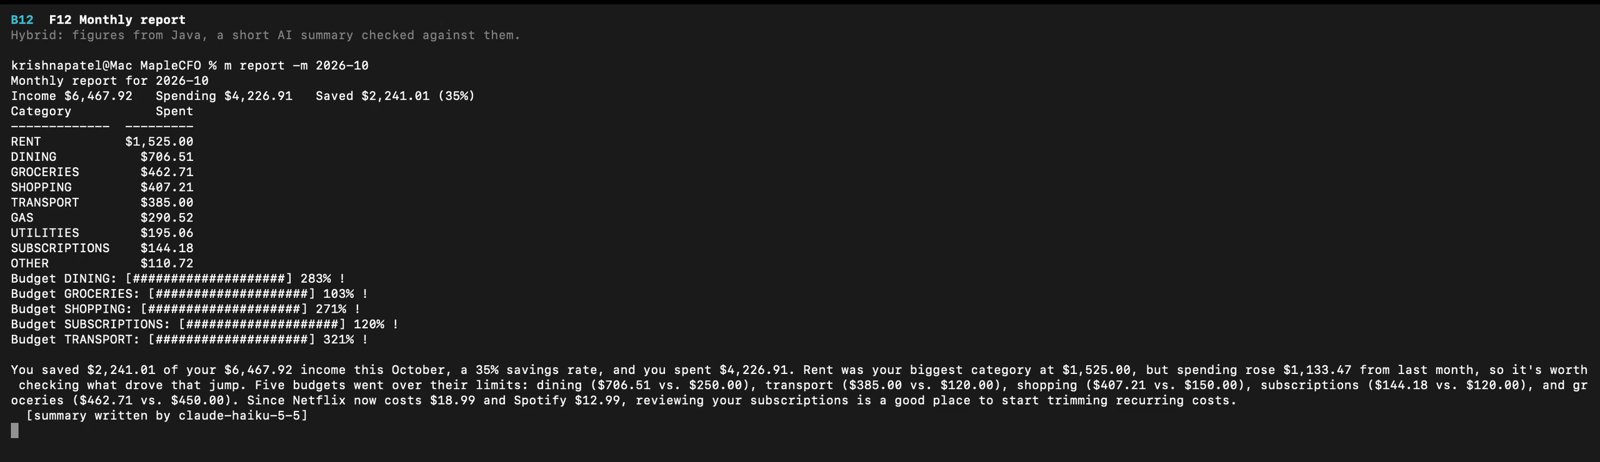 B12  F12 Monthly report
Hybrid: figures from Java, a short AI summary checked against them.
krishnapatel@Mac MapleCFO % m report -m 2026-10
Monthly report for 2026-10
Income $6,467.92   Spending $4,226.91   Saved $2,241.01 (35%)
Category           Spent
-------------  ---------
RENT           $1,525.00
DINING           $706.51
GROCERIES        $462.71
SHOPPING         $407.21
TRANSPORT        $385.00
GAS              $290.52
UTILITIES        $195.06
SUBSCRIPTIONS    $144.18
OTHER            $110.72
Budget DINING: [####################] 283% !
Budget GROCERIES: [####################] 103% !
Budget SHOPPING: [####################] 271% !
Budget SUBSCRIPTIONS: [####################] 120% !
Budget TRANSPORT: [####################] 321% !
You saved $2,241.01 of your $6,467.92 income this October, a 35% savings rate, and you spent $4,226.91. Rent was your biggest category at $1,525.00, but spending rose $1,133.47 from last month, so it's worth
 checking what drove that jump. Five budgets went over their limits: dining ($706.51 vs. $250.00), transport ($385.00 vs. $120.00), shopping ($407.21 vs. $150.00), subscriptions ($144.18 vs. $120.00), and gr
oceries ($462.71 vs. $450.00). Since Netflix now costs $18.99 and Spotify $12.99, reviewing your subscriptions is a good place to start trimming recurring costs.
  [summary written by claude-haiku-5-5]